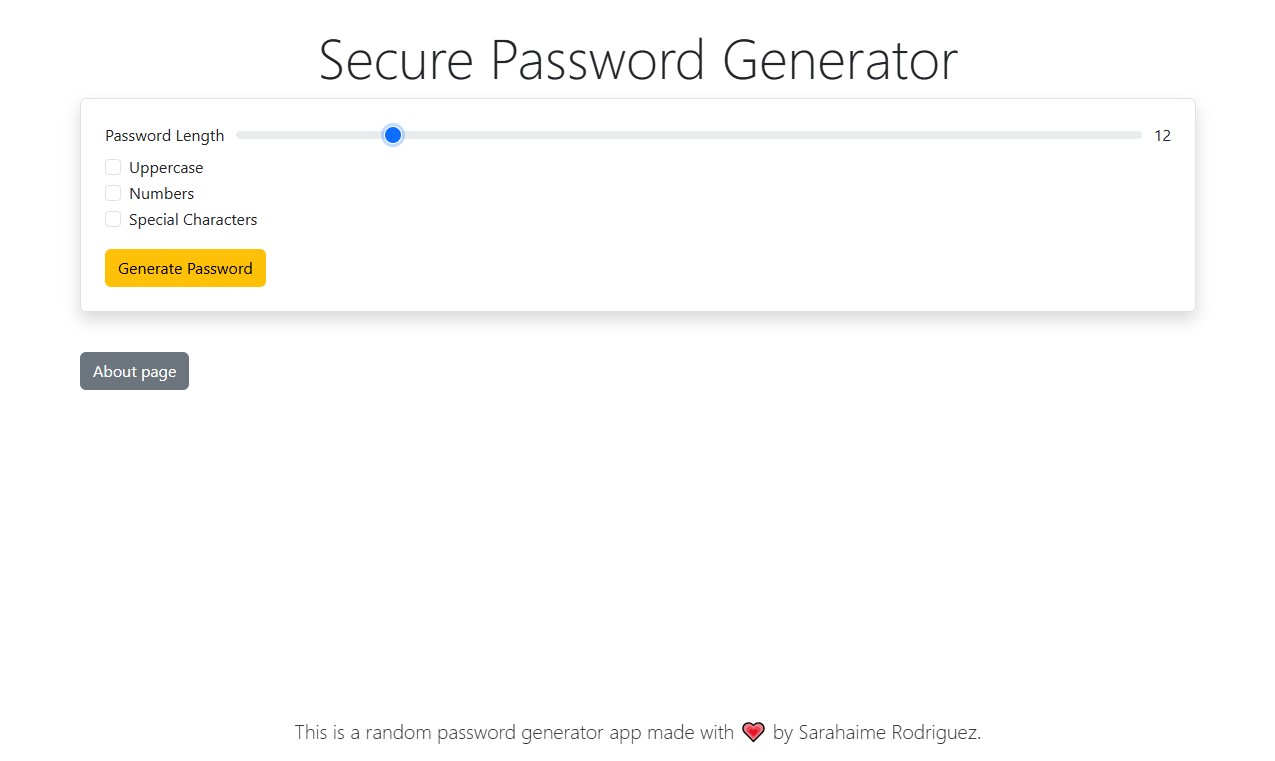 Secure Password Generator
Password Length 12
Uppercase
Numbers
Special Characters
Generate Password
About page
This is a random password generator app made with 💗 by Sarahaime Rodriguez.